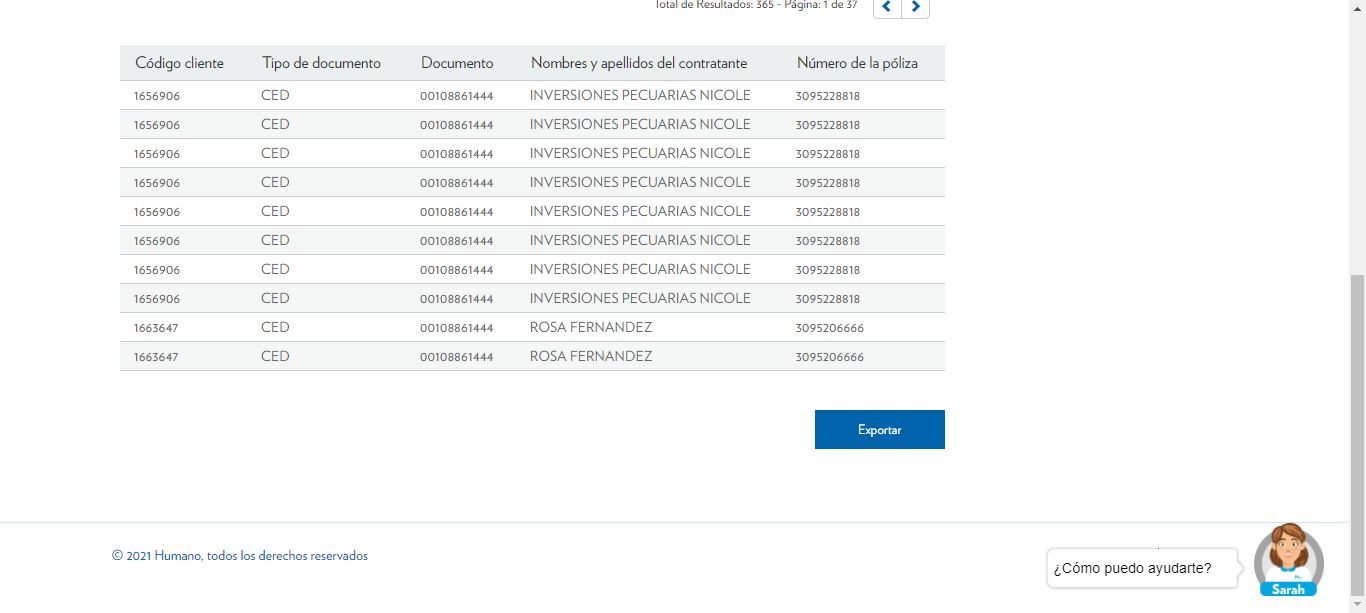 Total de Resultados: 365 - Página: 1 de 37
Código cliente Tipo de documento Documento Nombres y apellidos del contratante Número de la póliza
1656906 CED 00108861444 INVERSIONES PECUARIAS NICOLE 3095228818
1656906 CED 00108861444 INVERSIONES PECUARIAS NICOLE 3095228818
1656906 CED 00108861444 INVERSIONES PECUARIAS NICOLE 3095228818
1656906 CED 00108861444 INVERSIONES PECUARIAS NICOLE 3095228818
1656906 CED 00108861444 INVERSIONES PECUARIAS NICOLE 3095228818
1656906 CED 00108861444 INVERSIONES PECUARIAS NICOLE 3095228818
1656906 CED 00108861444 INVERSIONES PECUARIAS NICOLE 3095228818
1656906 CED 00108861444 INVERSIONES PECUARIAS NICOLE 3095228818
1663647 CED 00108861444 ROSA FERNANDEZ 3095206666
1663647 CED 00108861444 ROSA FERNANDEZ 3095206666
Exportar
© 2021 Humano, todos los derechos reservados
¿Cómo puedo ayudarte?
Sarah